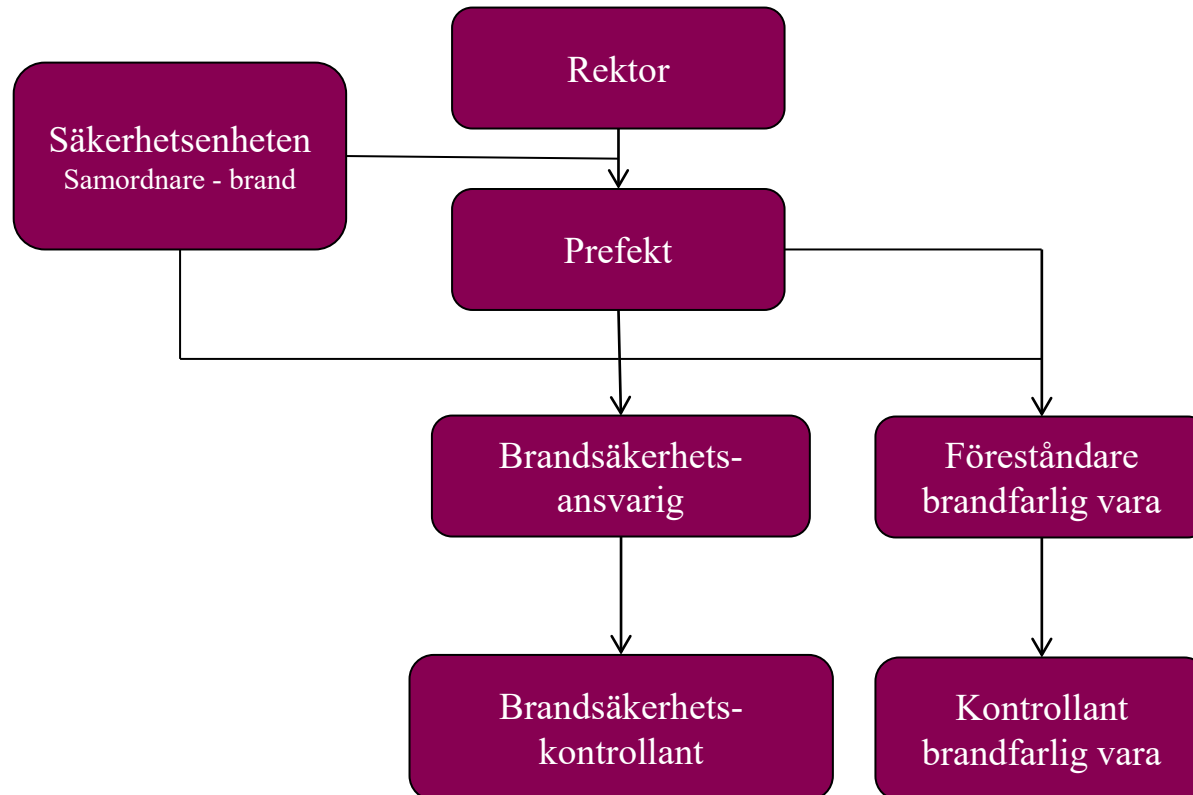 Rektor
Säkerhetsenheten
Samordnare - brand
Prefekt
Brandsäkerhets-
ansvarig
Föreståndare
brandfarlig vara
Brandsäkerhets-
kontrollant
Kontrollant
brandfarlig vara